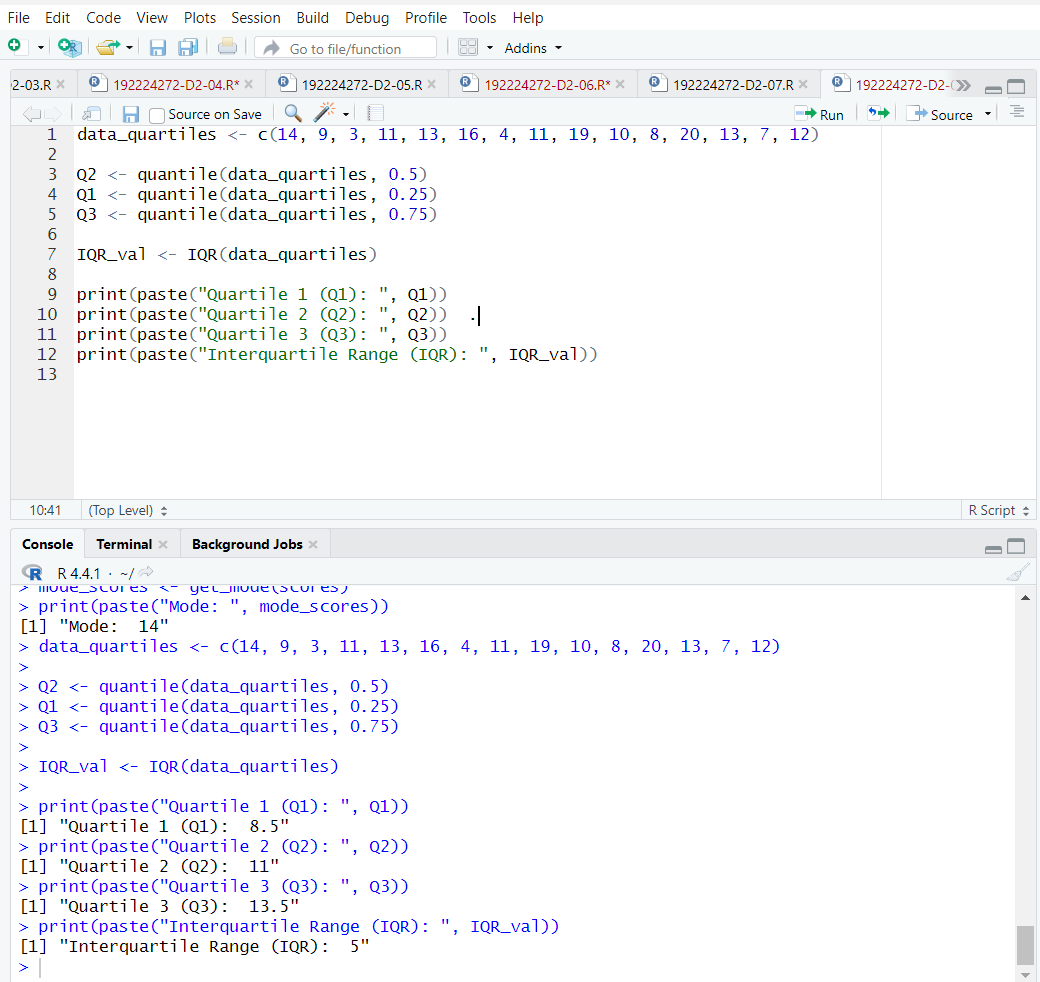 File Edit Code View Plots Session Build Debug Profile Tools Help
Go to file/function Addins
2-03.R 192224272-D2-04.R* 192224272-D2-05.R 192224272-D2-06.R* 192224272-D2-07.R 192224272-D2-
Source on Save Run Source
1 data_quartiles <- c(14, 9, 3, 11, 13, 16, 4, 11, 19, 10, 8, 20, 13, 7, 12)
2
3 Q2 <- quantile(data_quartiles, 0.5)
4 Q1 <- quantile(data_quartiles, 0.25)
5 Q3 <- quantile(data_quartiles, 0.75)
6
7 IQR_val <- IQR(data_quartiles)
8
9 print(paste("Quartile 1 (Q1): ", Q1))
10 print(paste("Quartile 2 (Q2): ", Q2))  .
11 print(paste("Quartile 3 (Q3): ", Q3))
12 print(paste("Interquartile Range (IQR): ", IQR_val))
13
10:41 (Top Level) R Script
Console Terminal Background Jobs
R R 4.4.1 · ~/
> mode_scores <- get_mode(scores)
> print(paste("Mode: ", mode_scores))
[1] "Mode:  14"
> data_quartiles <- c(14, 9, 3, 11, 13, 16, 4, 11, 19, 10, 8, 20, 13, 7, 12)
>
> Q2 <- quantile(data_quartiles, 0.5)
> Q1 <- quantile(data_quartiles, 0.25)
> Q3 <- quantile(data_quartiles, 0.75)
>
> IQR_val <- IQR(data_quartiles)
>
> print(paste("Quartile 1 (Q1): ", Q1))
[1] "Quartile 1 (Q1):  8.5"
> print(paste("Quartile 2 (Q2): ", Q2))
[1] "Quartile 2 (Q2):  11"
> print(paste("Quartile 3 (Q3): ", Q3))
[1] "Quartile 3 (Q3):  13.5"
> print(paste("Interquartile Range (IQR): ", IQR_val))
[1] "Interquartile Range (IQR):  5"
>